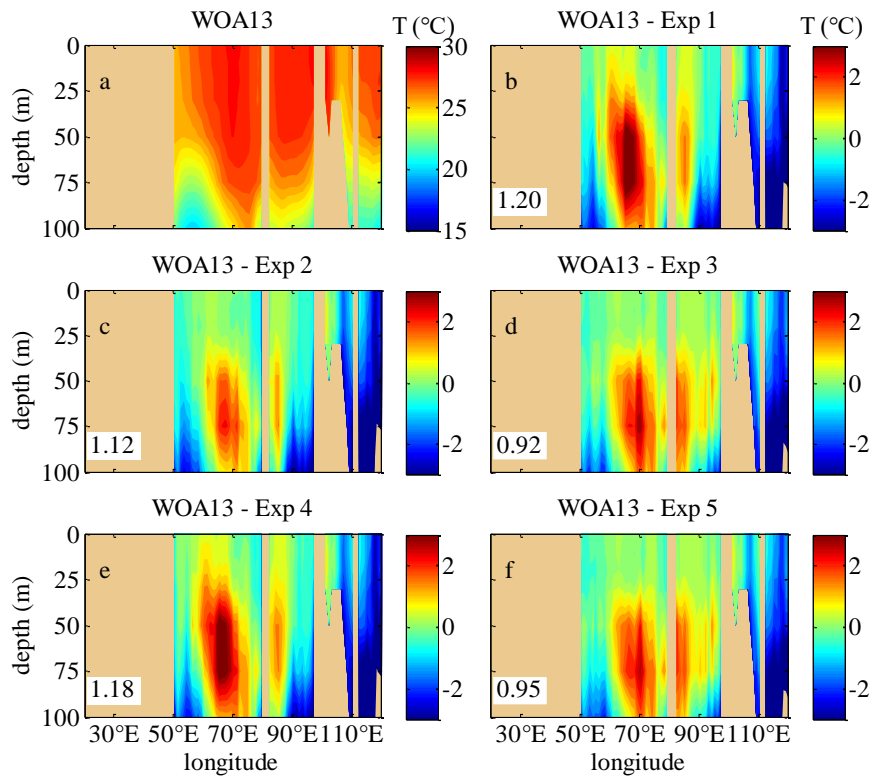 WOA13
T (°C)
WOA13 - Exp 1
T (°C)
0
25
50
75
100
depth (m)
a
30
25
20
15
b
1.20
2
0
-2
WOA13 - Exp 2
WOA13 - Exp 3
0
25
50
75
100
depth (m)
c
1.12
2
0
-2
d
0.92
2
0
-2
WOA13 - Exp 4
WOA13 - Exp 5
0
25
50
75
100
depth (m)
e
1.18
2
0
-2
f
0.95
2
0
-2
30°E 50°E 70°E 90°E 110°E
longitude
30°E 50°E 70°E 90°E 110°E
longitude